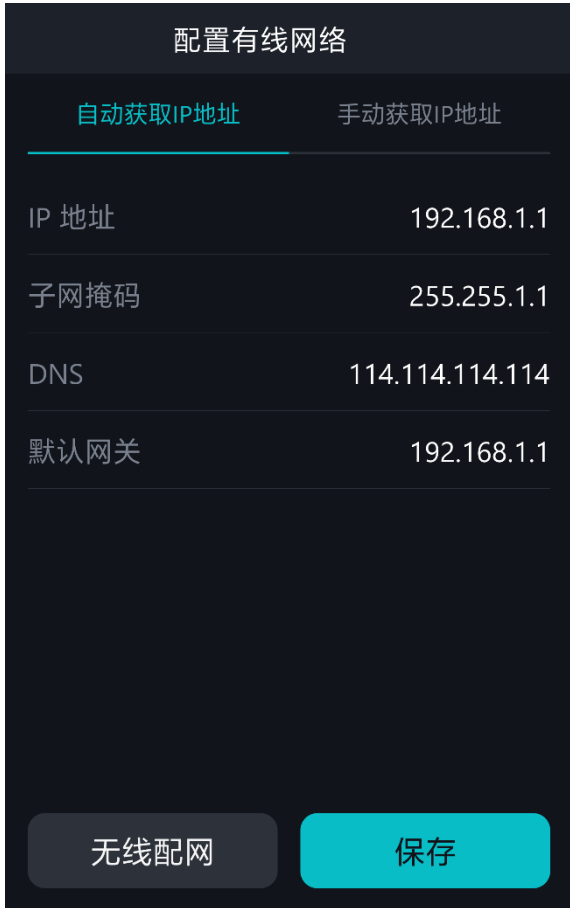 配置有线网络
自动获取IP地址 手动获取IP地址
IP 地址 192.168.1.1
子网掩码 255.255.1.1
DNS 114.114.114.114
默认网关 192.168.1.1
无线配网 保存